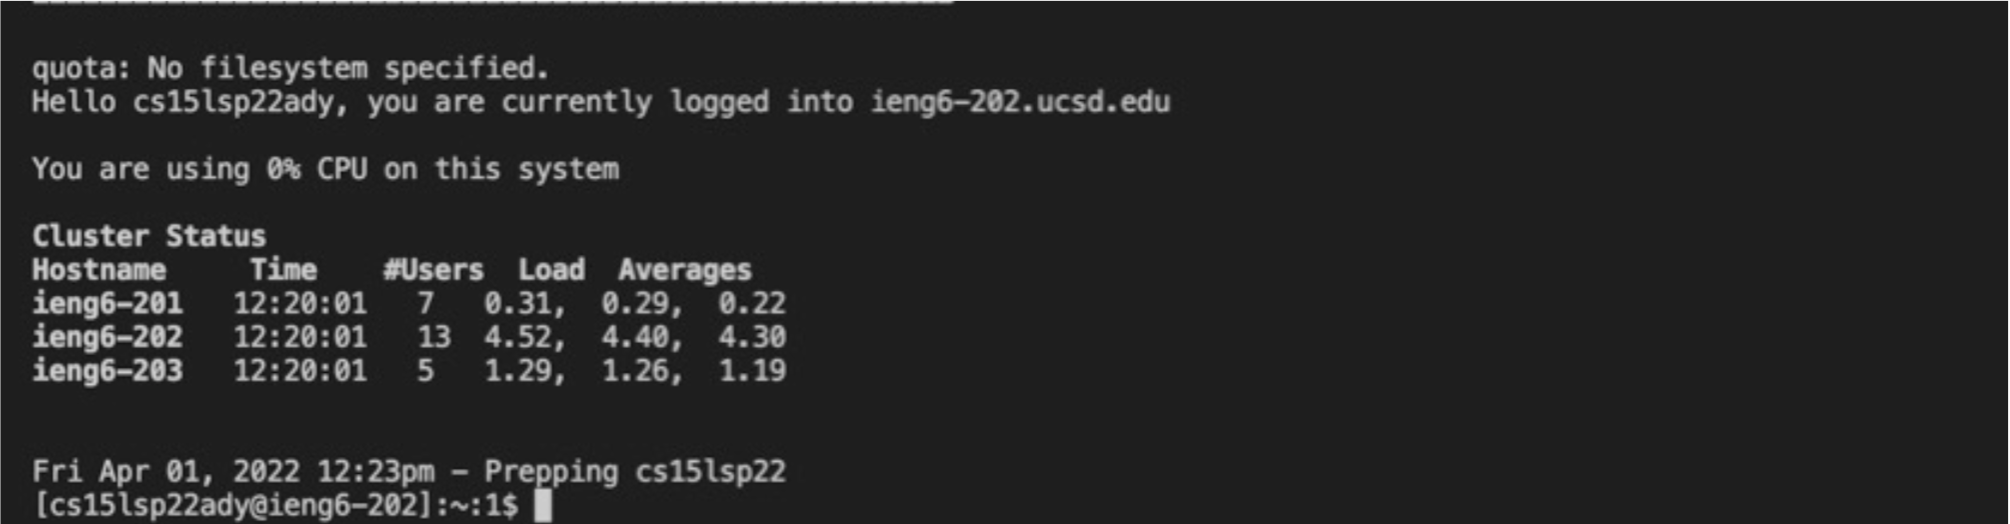 quota: No filesystem specified.
Hello cs15lsp22ady, you are currently logged into ieng6-202.ucsd.edu
You are using 0% CPU on this system
Cluster Status
Hostname     Time    #Users  Load  Averages
ieng6-201   12:20:01   7   0.31,  0.29,  0.22
ieng6-202   12:20:01   13  4.52,  4.40,  4.30
ieng6-203   12:20:01   5   1.29,  1.26,  1.19
Fri Apr 01, 2022 12:23pm - Prepping cs15lsp22
[cs15lsp22ady@ieng6-202]:~:1$